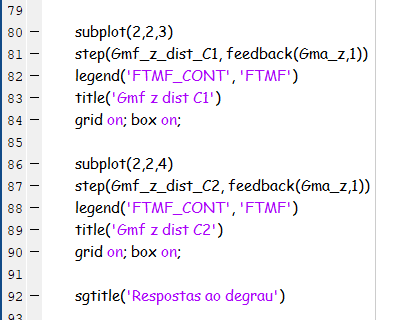 79
80 – subplot(2,2,3)
81 – step(Gmf_z_dist_C1, feedback(Gma_z,1))
82 – legend('FTMF_CONT', 'FTMF')
83 – title('Gmf z dist C1')
84 – grid on; box on;
85
86 – subplot(2,2,4)
87 – step(Gmf_z_dist_C2, feedback(Gma_z,1))
88 – legend('FTMF_CONT', 'FTMF')
89 – title('Gmf z dist C2')
90 – grid on; box on;
91
92 – sgtitle('Respostas ao degrau')
93